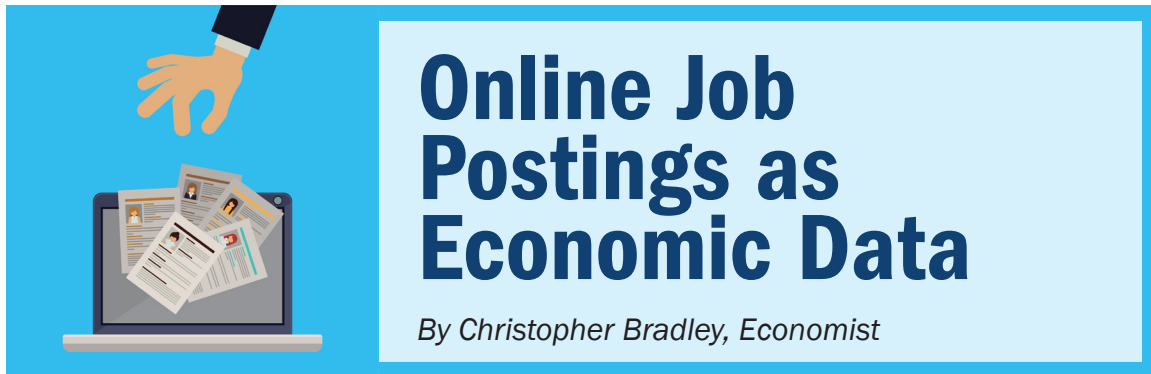 Online Job
Postings as
Economic Data
By Christopher Bradley, Economist